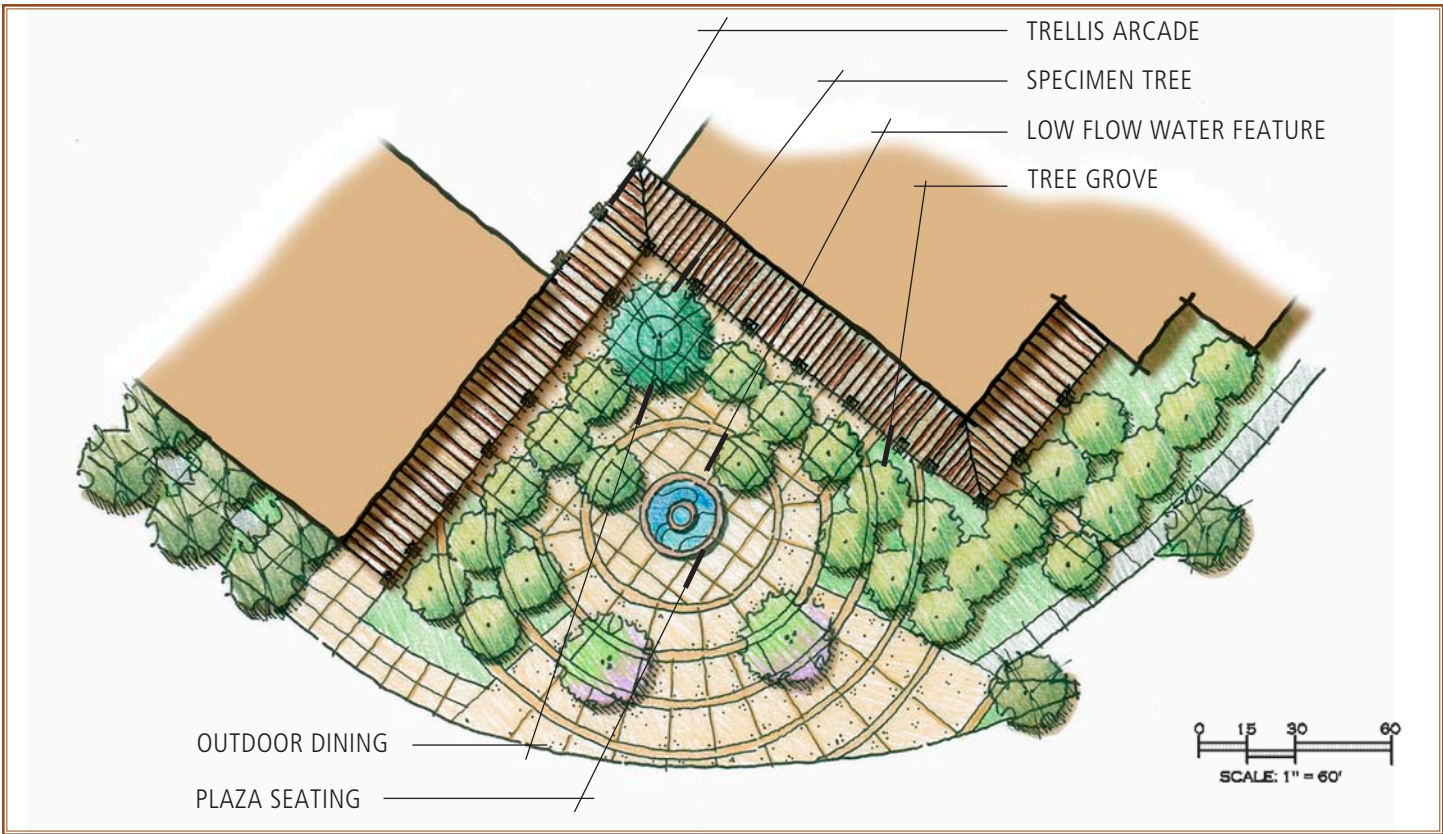 TRELLIS ARCADE
SPECIMEN TREE
LOW FLOW WATER FEATURE
TREE GROVE
OUTDOOR DINING
PLAZA SEATING
0 15 30 60
SCALE: 1" = 60'